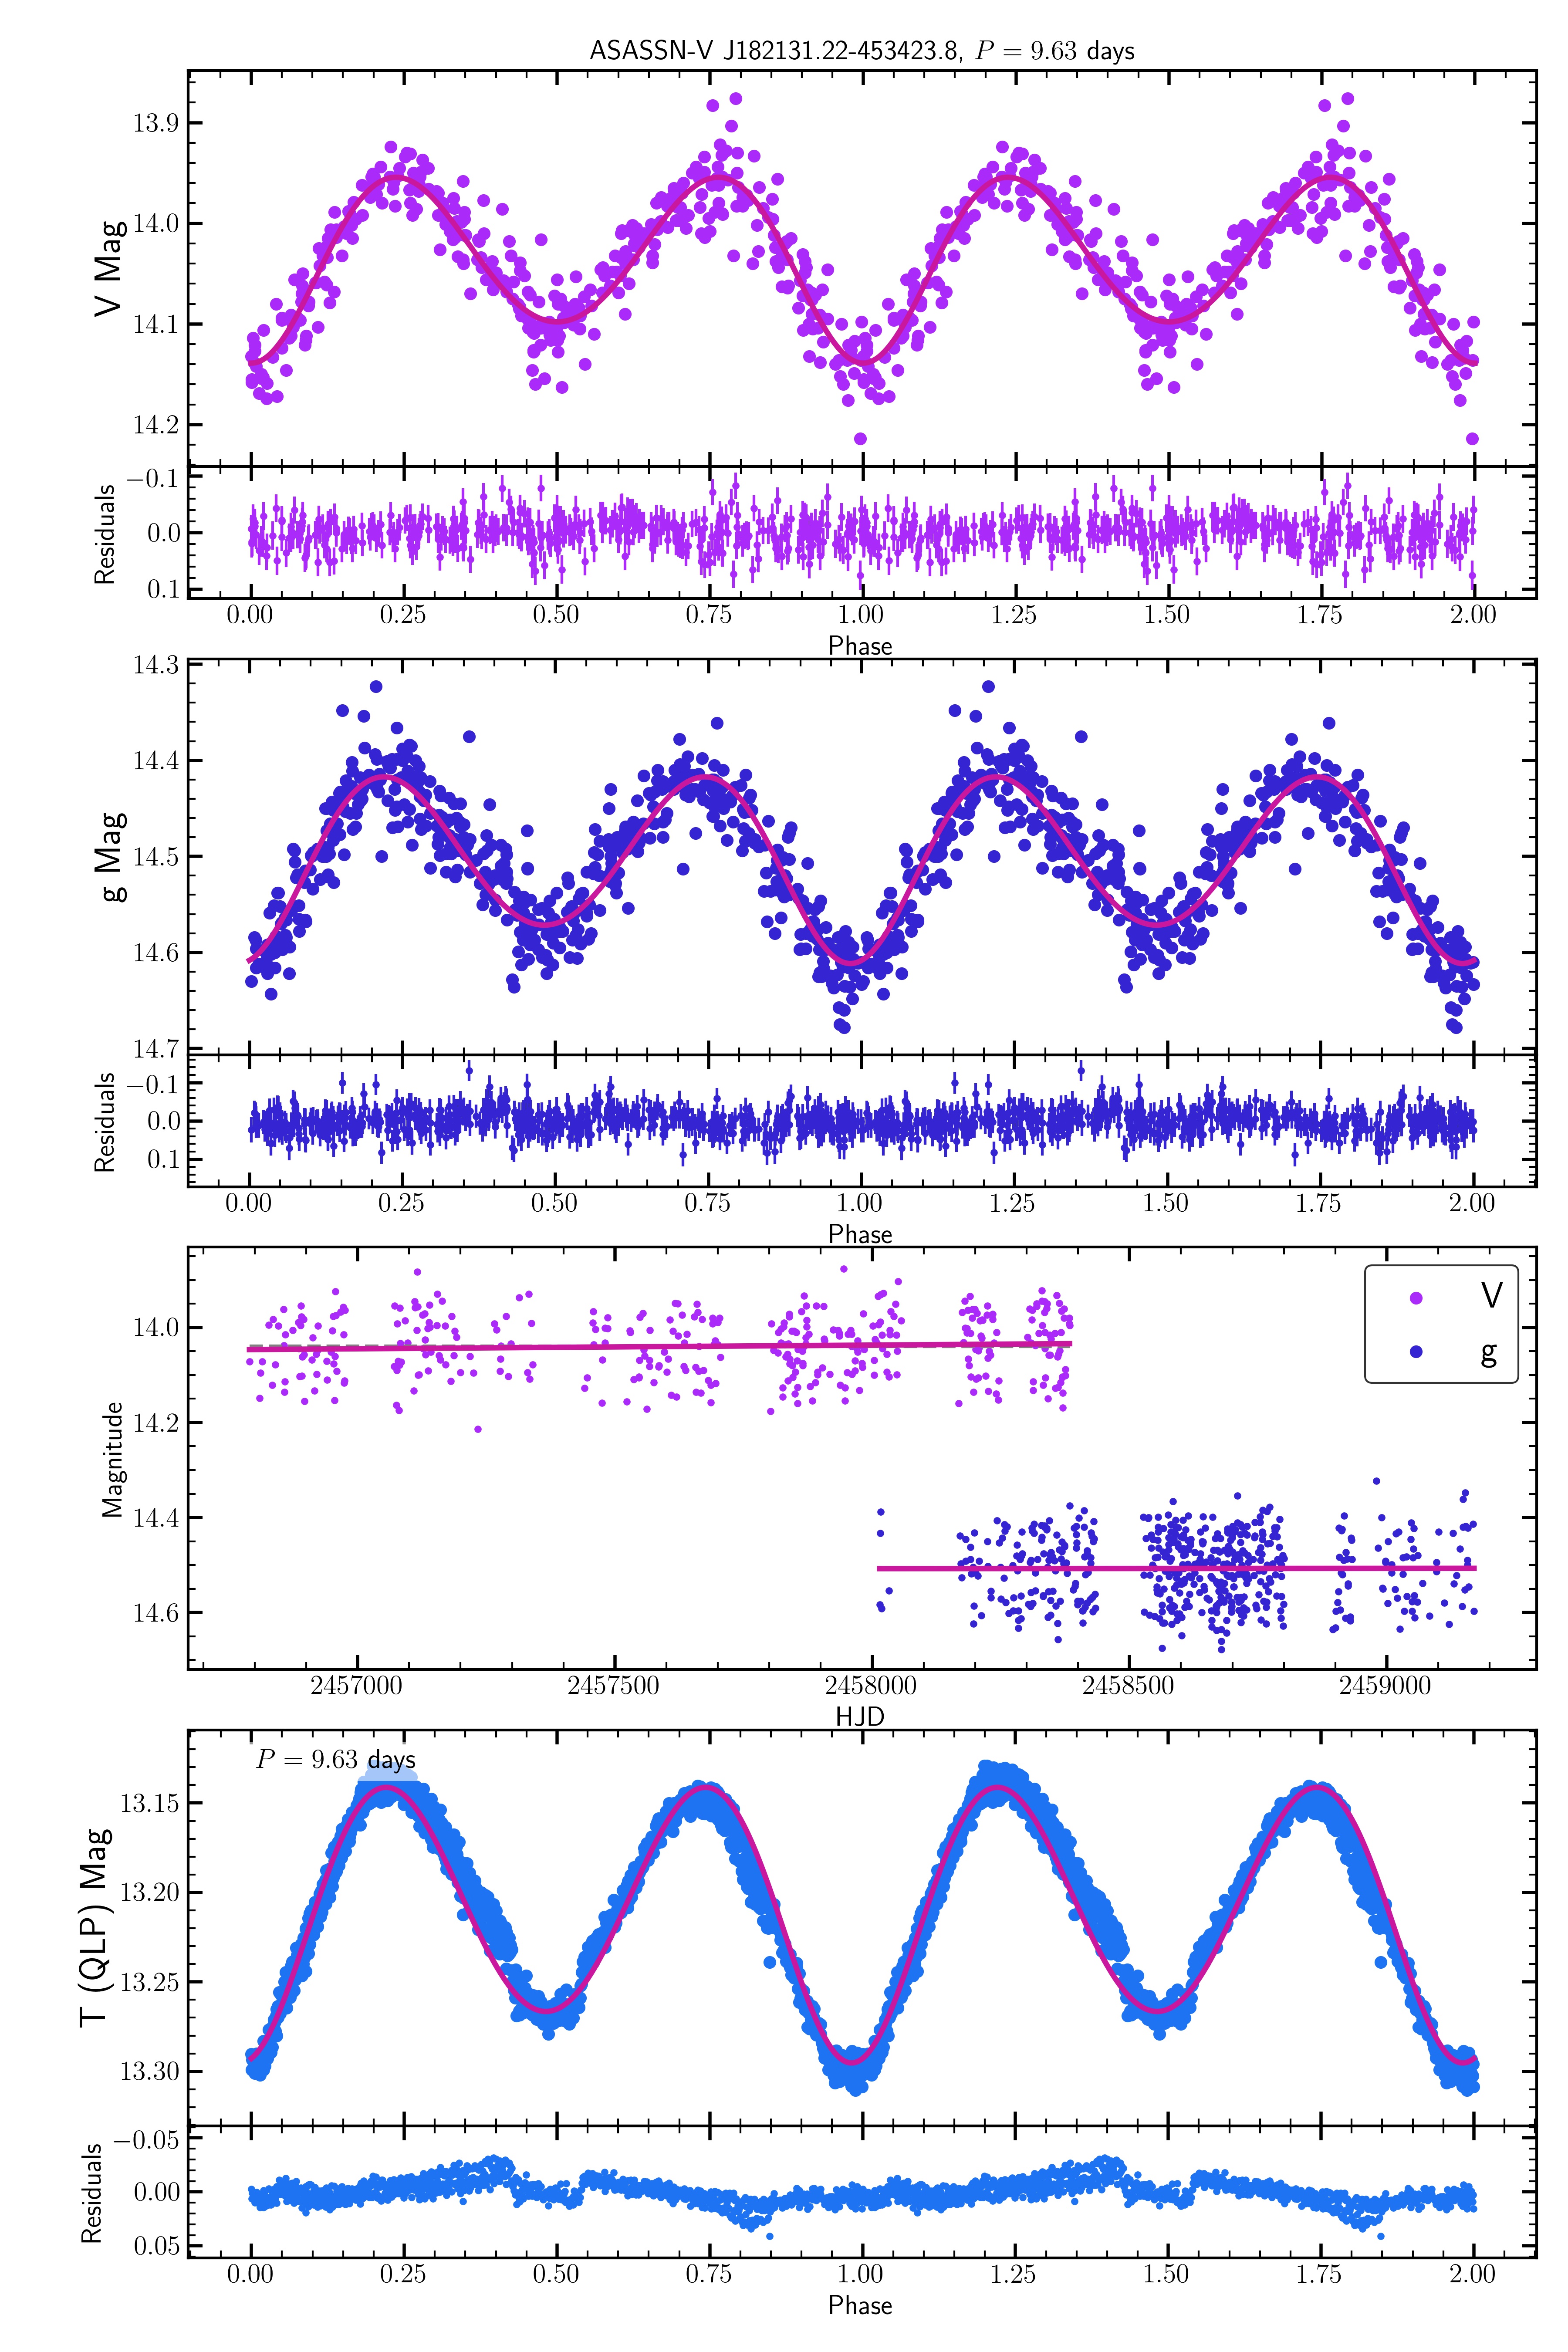 ASASSN-V J182131.22-453423.8, P = 9.63 days
V Mag
13.9
14.0
14.1
14.2
Residuals
−0.1
0.0
0.1
0.00 0.25 0.50 0.75 1.00 1.25 1.50 1.75 2.00
Phase
g Mag
14.3
14.4
14.5
14.6
14.7
Residuals
−0.1
0.0
0.1
0.00 0.25 0.50 0.75 1.00 1.25 1.50 1.75 2.00
Phase
Magnitude
14.0
14.2
14.4
14.6
V
g
2457000 2457500 2458000 2458500 2459000
HJD
P = 9.63 days
T (QLP) Mag
13.15
13.20
13.25
13.30
Residuals
−0.05
0.00
0.05
0.00 0.25 0.50 0.75 1.00 1.25 1.50 1.75 2.00
Phase